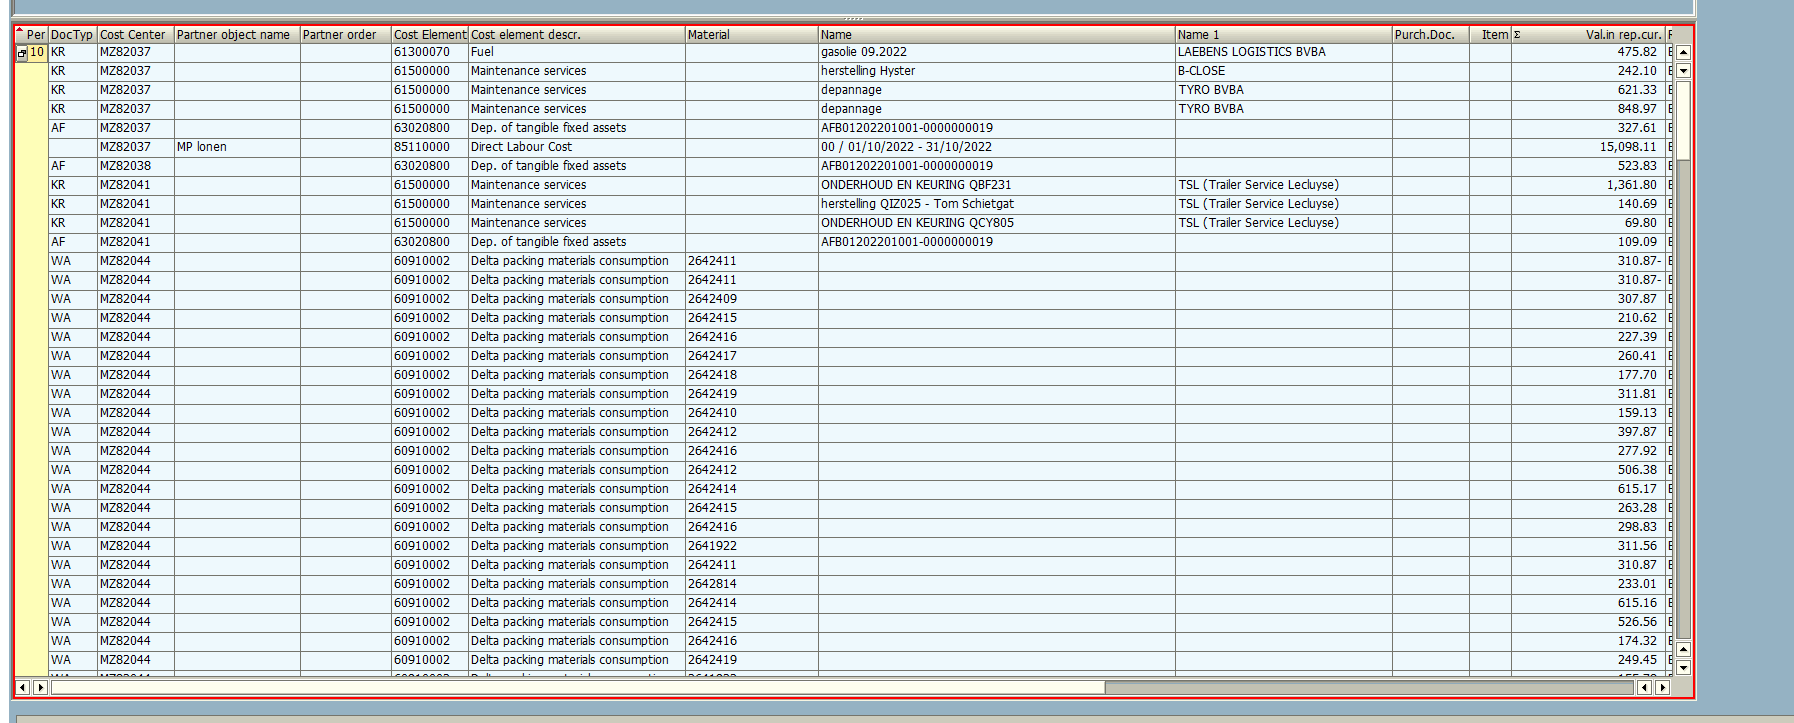 Per DocTyp Cost Center Partner object name Partner order Cost Element Cost element descr. Material Name Name 1 Purch.Doc. Item Σ Val.in rep.cur.
10 KR MZ82037 61300070 Fuel gasolie 09.2022 LAEBENS LOGISTICS BVBA 475.82
KR MZ82037 61500000 Maintenance services herstelling Hyster B-CLOSE 242.10
KR MZ82037 61500000 Maintenance services depannage TYRO BVBA 621.33
KR MZ82037 61500000 Maintenance services depannage TYRO BVBA 848.97
AF MZ82037 63020800 Dep. of tangible fixed assets AFB01202201001-0000000019 327.61
MZ82037 MP lonen 85110000 Direct Labour Cost 00 / 01/10/2022 - 31/10/2022 15,098.11
AF MZ82038 63020800 Dep. of tangible fixed assets AFB01202201001-0000000019 523.83
KR MZ82041 61500000 Maintenance services ONDERHOUD EN KEURING QBF231 TSL (Trailer Service Lecluyse) 1,361.80
KR MZ82041 61500000 Maintenance services herstelling QIZ025 - Tom Schietgat TSL (Trailer Service Lecluyse) 140.69
KR MZ82041 61500000 Maintenance services ONDERHOUD EN KEURING QCY805 TSL (Trailer Service Lecluyse) 69.80
AF MZ82041 63020800 Dep. of tangible fixed assets AFB01202201001-0000000019 109.09
WA MZ82044 60910002 Delta packing materials consumption 2642411 310.87-
WA MZ82044 60910002 Delta packing materials consumption 2642411 310.87-
WA MZ82044 60910002 Delta packing materials consumption 2642409 307.87
WA MZ82044 60910002 Delta packing materials consumption 2642415 210.62
WA MZ82044 60910002 Delta packing materials consumption 2642416 227.39
WA MZ82044 60910002 Delta packing materials consumption 2642417 260.41
WA MZ82044 60910002 Delta packing materials consumption 2642418 177.70
WA MZ82044 60910002 Delta packing materials consumption 2642419 311.81
WA MZ82044 60910002 Delta packing materials consumption 2642410 159.13
WA MZ82044 60910002 Delta packing materials consumption 2642412 397.87
WA MZ82044 60910002 Delta packing materials consumption 2642416 277.92
WA MZ82044 60910002 Delta packing materials consumption 2642412 506.38
WA MZ82044 60910002 Delta packing materials consumption 2642414 615.17
WA MZ82044 60910002 Delta packing materials consumption 2642415 263.28
WA MZ82044 60910002 Delta packing materials consumption 2642416 298.83
WA MZ82044 60910002 Delta packing materials consumption 2641922 311.56
WA MZ82044 60910002 Delta packing materials consumption 2642411 310.87
WA MZ82044 60910002 Delta packing materials consumption 2642814 233.01
WA MZ82044 60910002 Delta packing materials consumption 2642414 615.16
WA MZ82044 60910002 Delta packing materials consumption 2642415 526.56
WA MZ82044 60910002 Delta packing materials consumption 2642416 174.32
WA MZ82044 60910002 Delta packing materials consumption 2642419 249.45